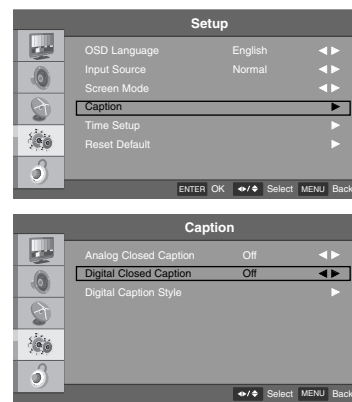 Setup
OSD Language English
Input Source Normal
Screen Mode
Caption
Time Setup
Reset Default
ENTER OK Select MENU Back
Caption
Analog Closed Caption Off
Digital Closed Caption Off
Digital Caption Style
Select MENU Back